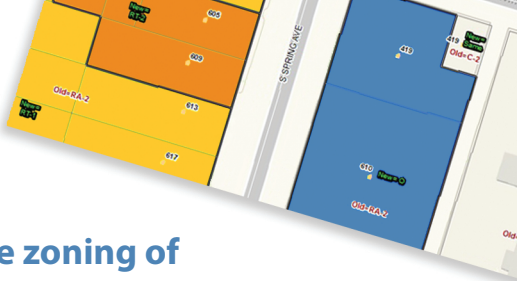 New=
RT-2
605
609
Old=RA-2
613
New=
RT-1
617
S SPRING AVE
419
419
New=
Same
Old=C-2
610
New=O
Old=RA-2
Old=
e zoning of